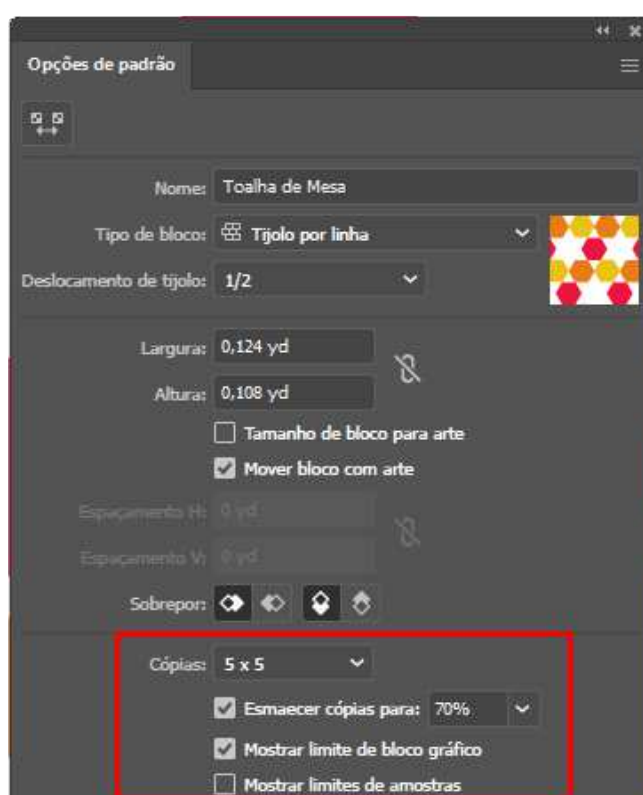 Opções de padrão
Nome: Toalha de Mesa
Tipo de bloco: Tijolo por linha
Deslocamento de tijolo: 1/2
Largura: 0,124 yd
Altura: 0,108 yd
Tamanho de bloco para arte
Mover bloco com arte
Espaçamento H: 0 yd
Espaçamento V: 0 yd
Sobrepor:
Cópias: 5 x 5
Esmaecer cópias para: 70%
Mostrar limite de bloco gráfico
Mostrar limites de amostras